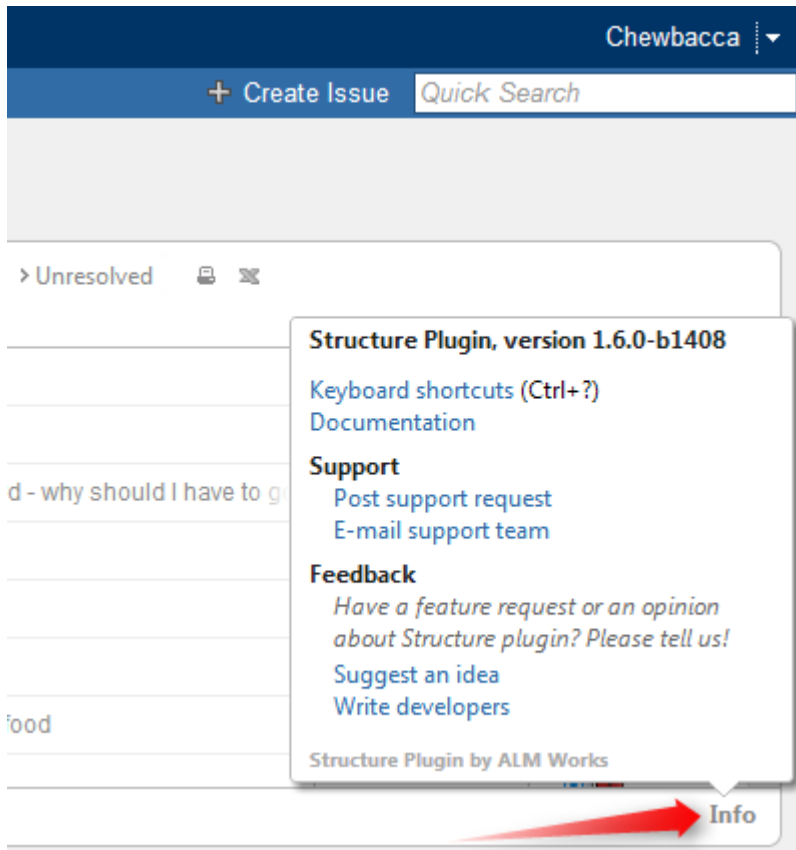 Chewbacca
+ Create Issue Quick Search
> Unresolved
Structure Plugin, version 1.6.0-b1408
Keyboard shortcuts (Ctrl+?)
Documentation
Support
d - why should I have to
Post support request
E-mail support team
Feedback
Have a feature request or an opinion
about Structure plugin? Please tell us!
Suggest an idea
Write developers
food
Structure Plugin by ALM Works
Info